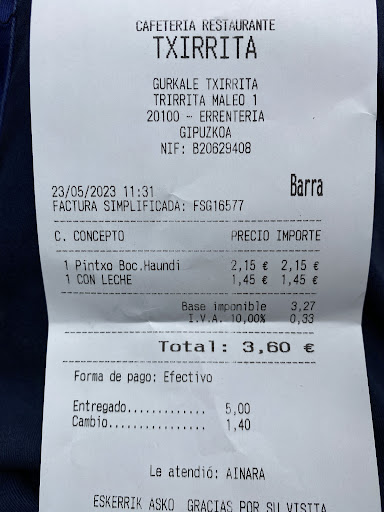 CAFETERIA RESTAURANTE
TXIRRITA
GURKALE TXIRRITA
TRIRRITA MALEO 1
20100 - ERRENTERIA
GIPUZKOA
NIF: B20629408
23/05/2023 11:31 Barra
FACTURA SIMPLIFICADA: FSG16577
C. CONCEPTO PRECIO IMPORTE
1 Pintxo Boc.Haundi 2,15 € 2,15 €
1 CON LECHE 1,45 € 1,45 €
Base imponible 3,27
I.V.A. 10,00% 0,33
Total: 3,60 €
Forma de pago: Efectivo
Entregado............. 5,00
Cambio................ 1,40
Le atendió: AINARA
ESKERRIK ASKO GRACIAS POR SU VISITA